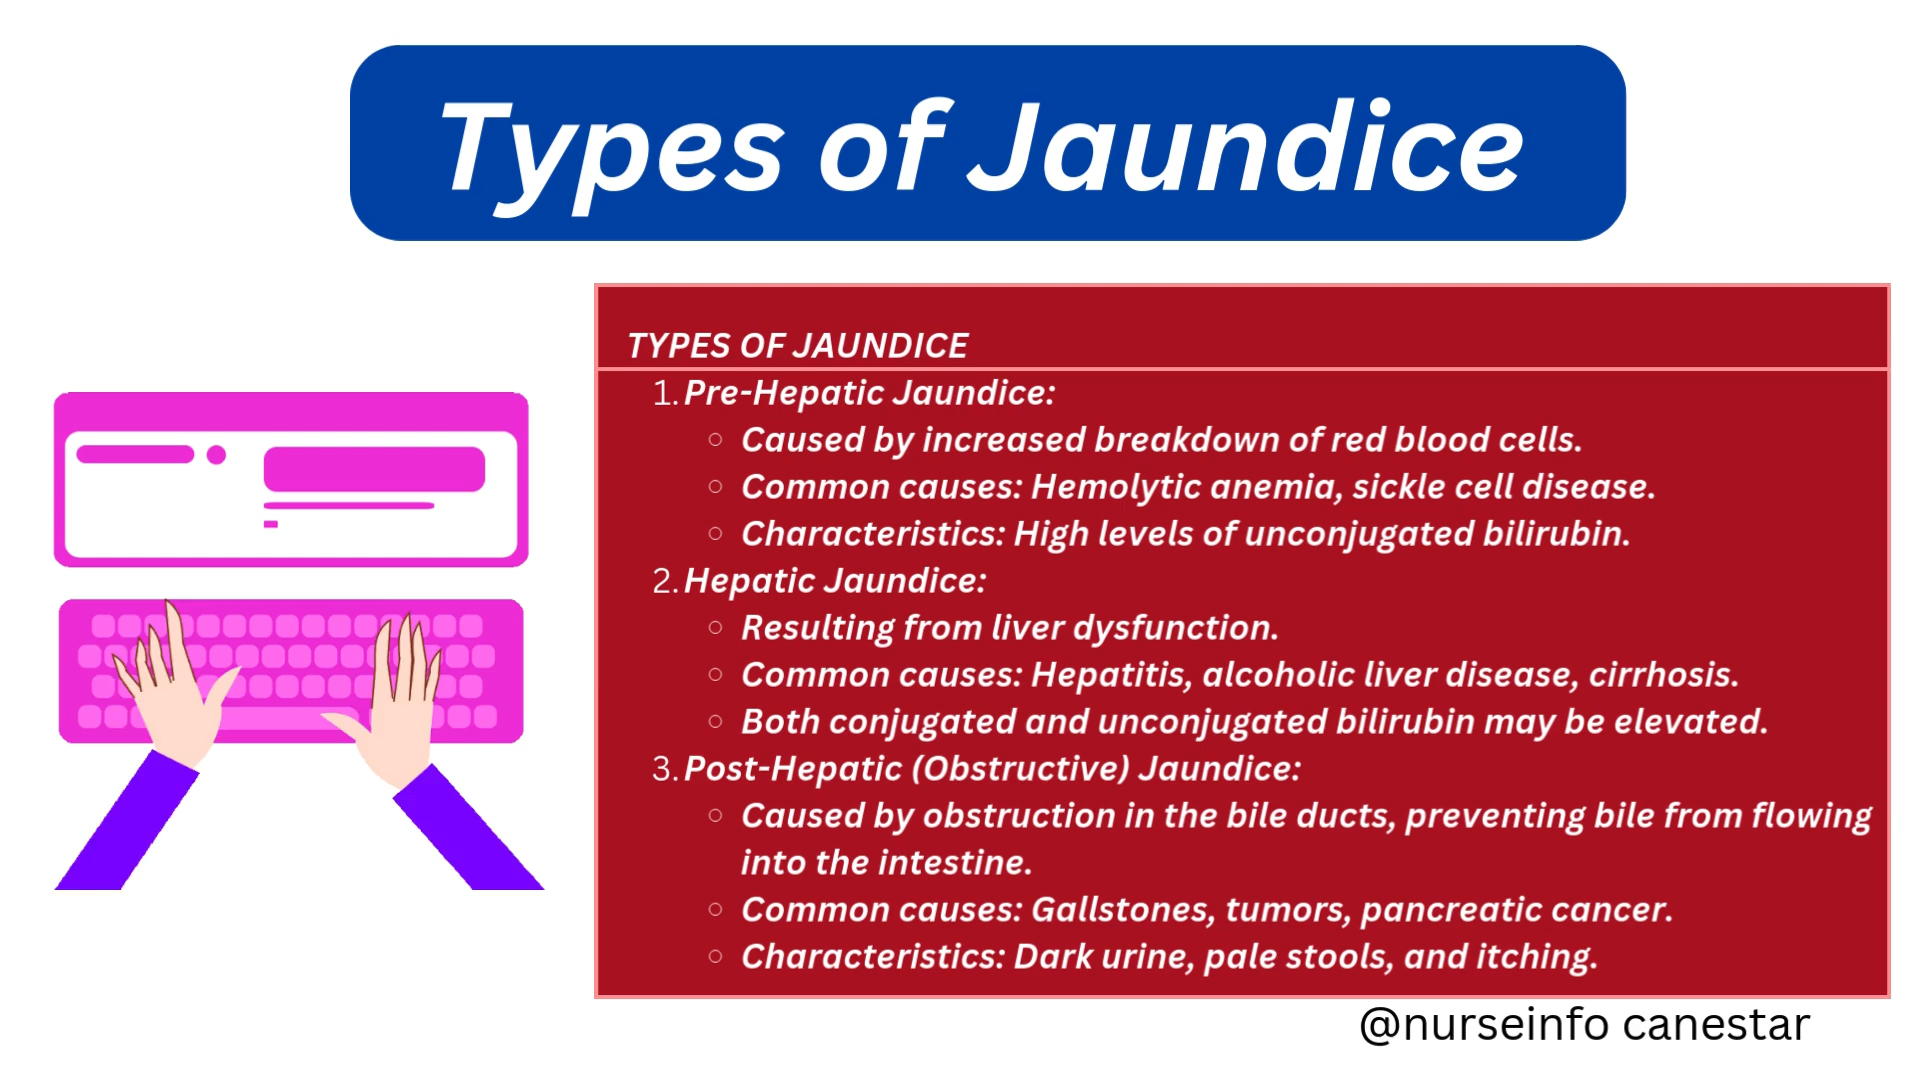 Types of Jaundice
TYPES OF JAUNDICE
1. Pre-Hepatic Jaundice:
○ Caused by increased breakdown of red blood cells.
○ Common causes: Hemolytic anemia, sickle cell disease.
○ Characteristics: High levels of unconjugated bilirubin.
2. Hepatic Jaundice:
○ Resulting from liver dysfunction.
○ Common causes: Hepatitis, alcoholic liver disease, cirrhosis.
○ Both conjugated and unconjugated bilirubin may be elevated.
3. Post-Hepatic (Obstructive) Jaundice:
○ Caused by obstruction in the bile ducts, preventing bile from flowing
into the intestine.
○ Common causes: Gallstones, tumors, pancreatic cancer.
○ Characteristics: Dark urine, pale stools, and itching.
@nurseinfo canestar